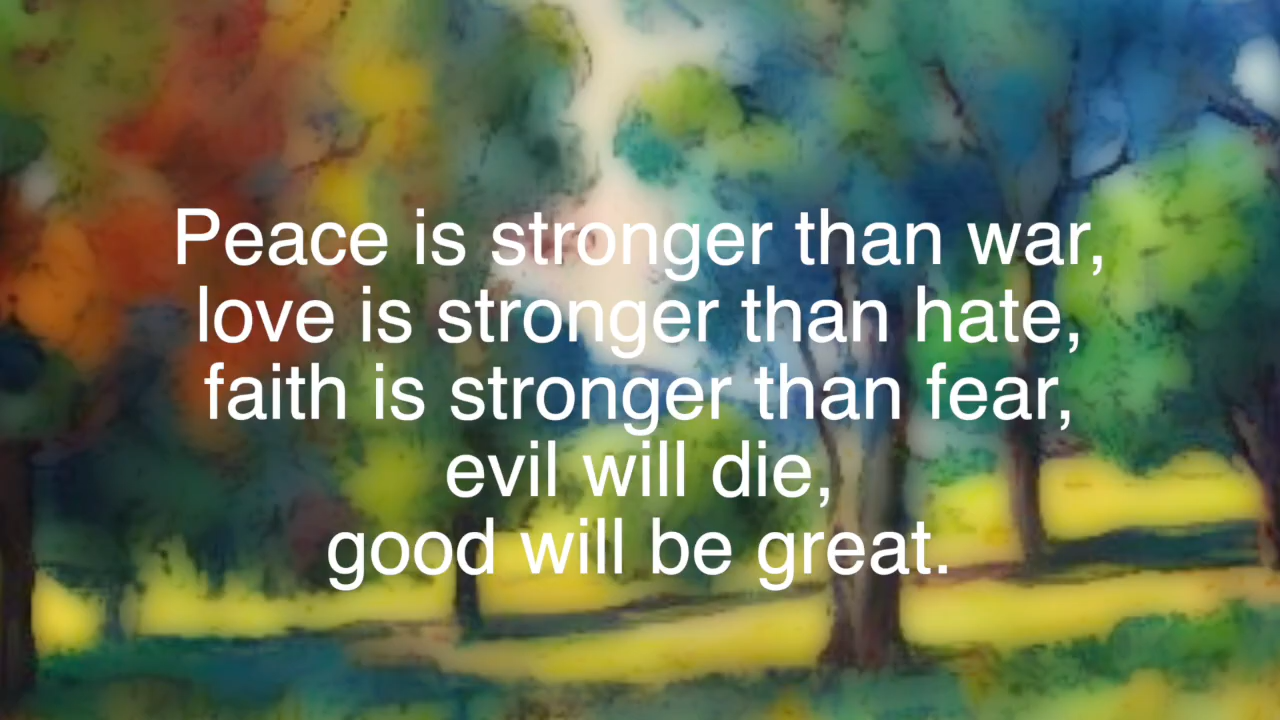 Peace is stronger than war,
love is stronger than hate,
faith is stronger than fear,
evil will die,
good will be great.